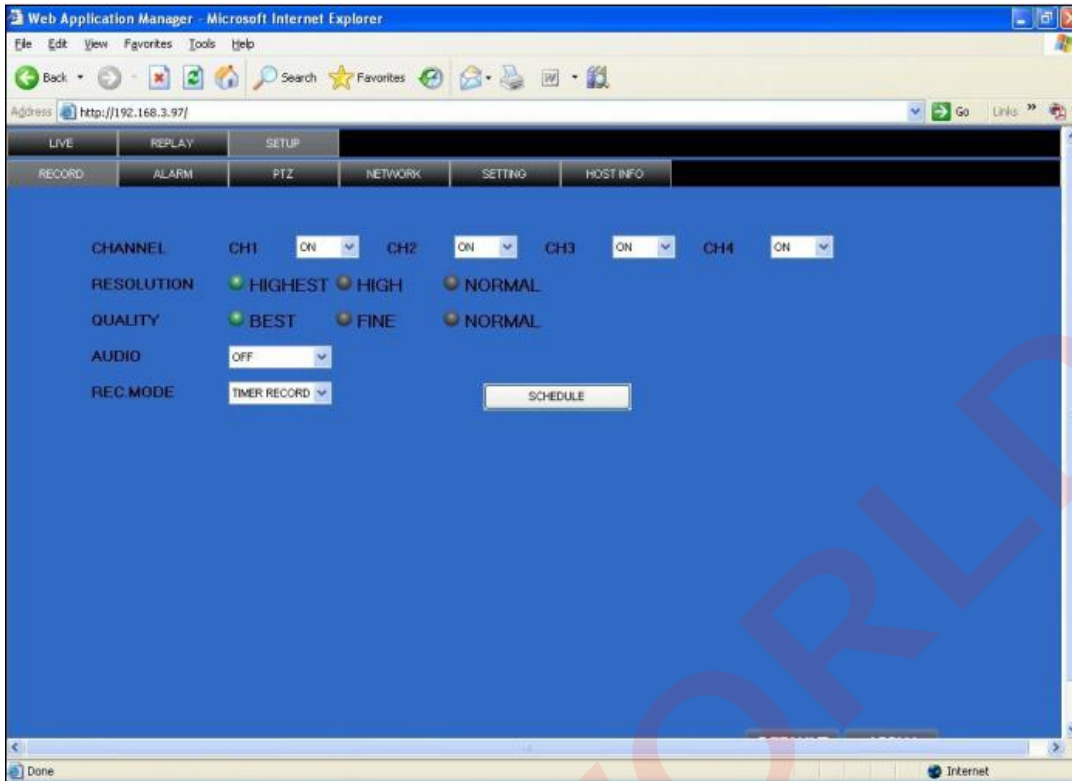 Web Application Manager - Microsoft Internet Explorer
File Edit View Favorites Tools Help
Back Search Favorites
Address http://192.168.3.97/ Go Links »
LIVE REPLAY SETUP
RECORD ALARM PTZ NETWORK SETTING HOST INFO
CHANNEL CH1 ON CH2 ON CH3 ON CH4 ON
RESOLUTION HIGHEST HIGH NORMAL
QUALITY BEST FINE NORMAL
AUDIO OFF
REC.MODE TIMER RECORD SCHEDULE
Done Internet
ORLD